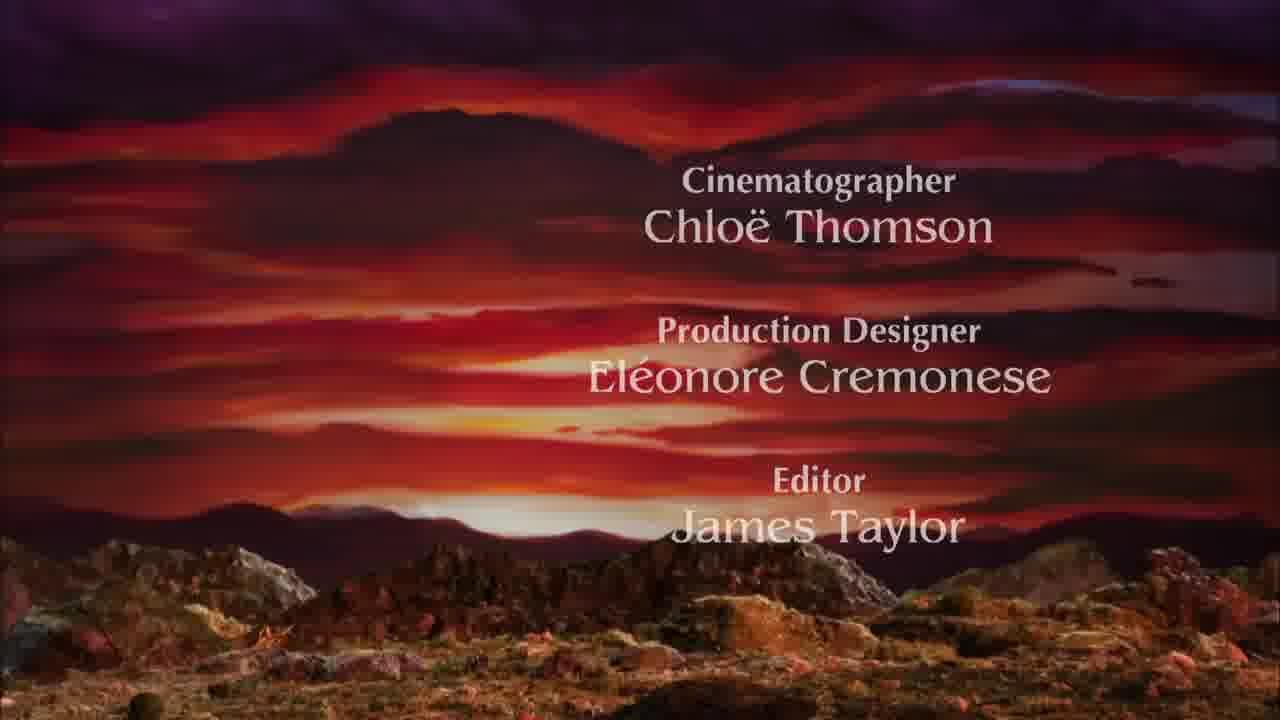 Cinematographer
Chloë Thomson
Production Designer
Eléonore Cremonese
Editor
James Taylor